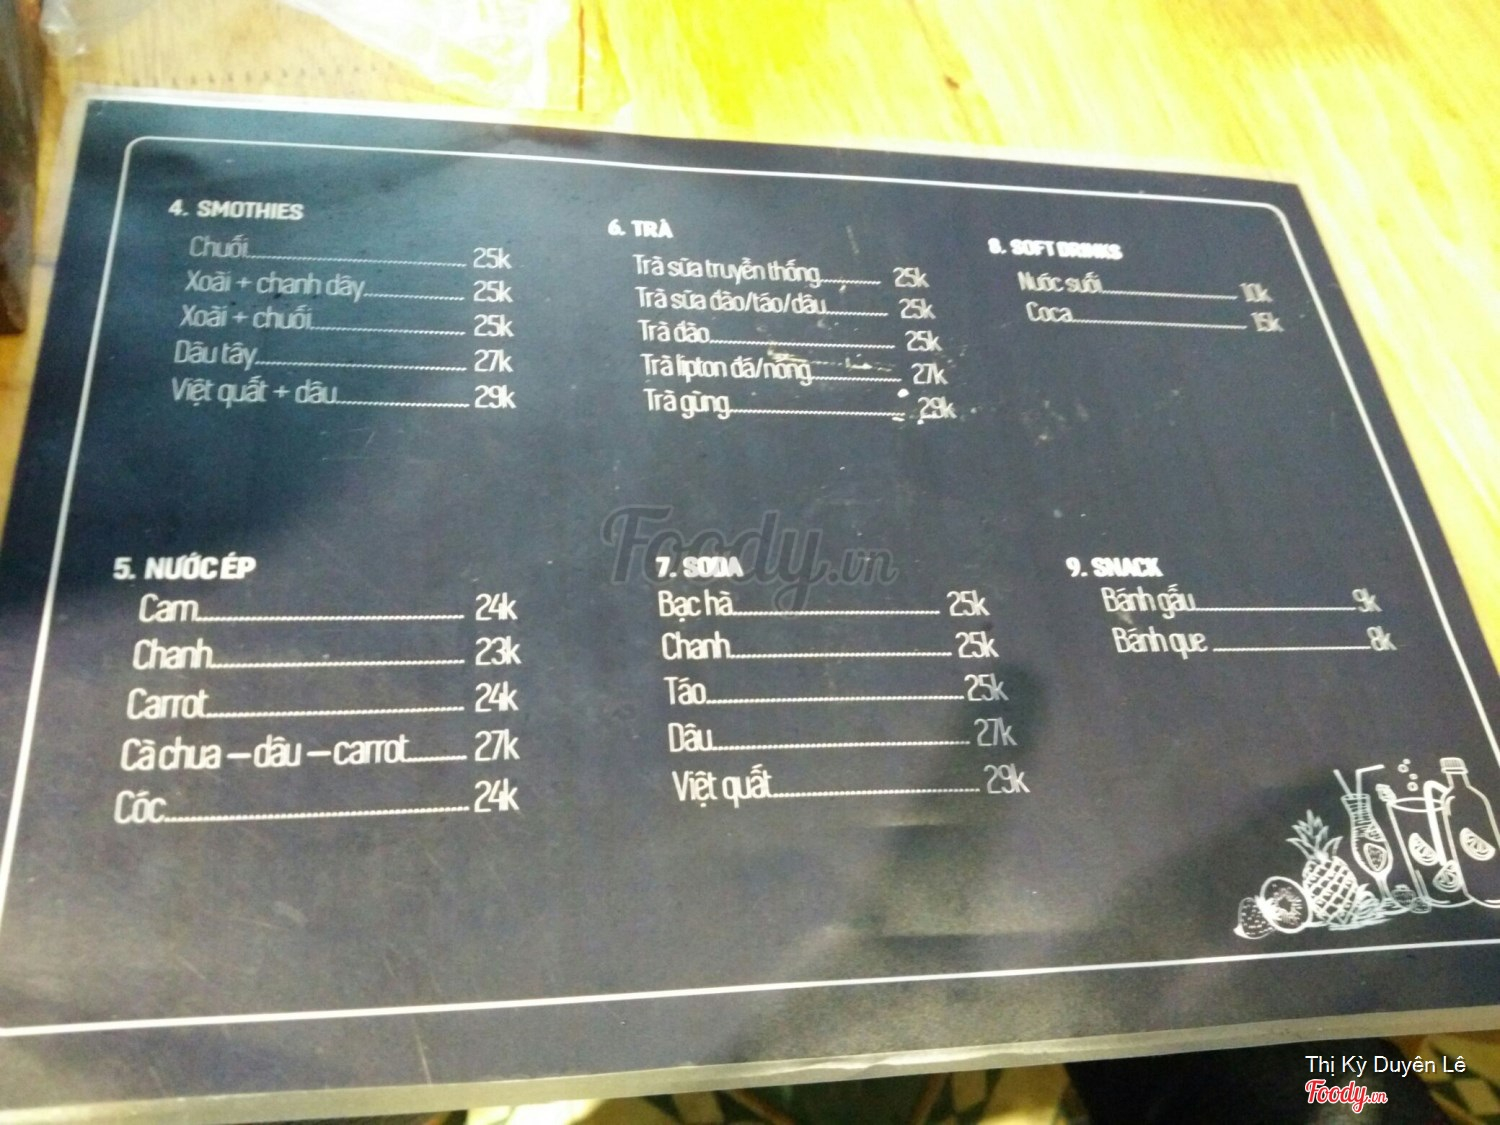 4. SMOTHIES
Chuối 25k
Xoài + chanh dây 25k
Xoài + chuối 25k
Dâu tây 27k
Việt quất + dâu 29k
5. NƯỚC ÉP
Cam 24k
Chanh 23k
Carrot 24k
Cà chua – dâu – carrot 27k
Cóc 24k
6. TRÀ
Trà sữa truyền thống 25k
Trà sữa đào/táo/dâu 25k
Trà đào 25k
Trà lipton đá/nóng 27k
Trà gừng 29k
7. SODA
Bạc hà 25k
Chanh 25k
Táo 25k
Dâu 27k
Việt quất 29k
8. SOFT DRINKS
Nước suối 10k
Coca 15k
9. SNACK
Bánh gấu 9k
Bánh que 8k
Foody.vn
Thị Kỳ Duyên Lê
Foody.vn